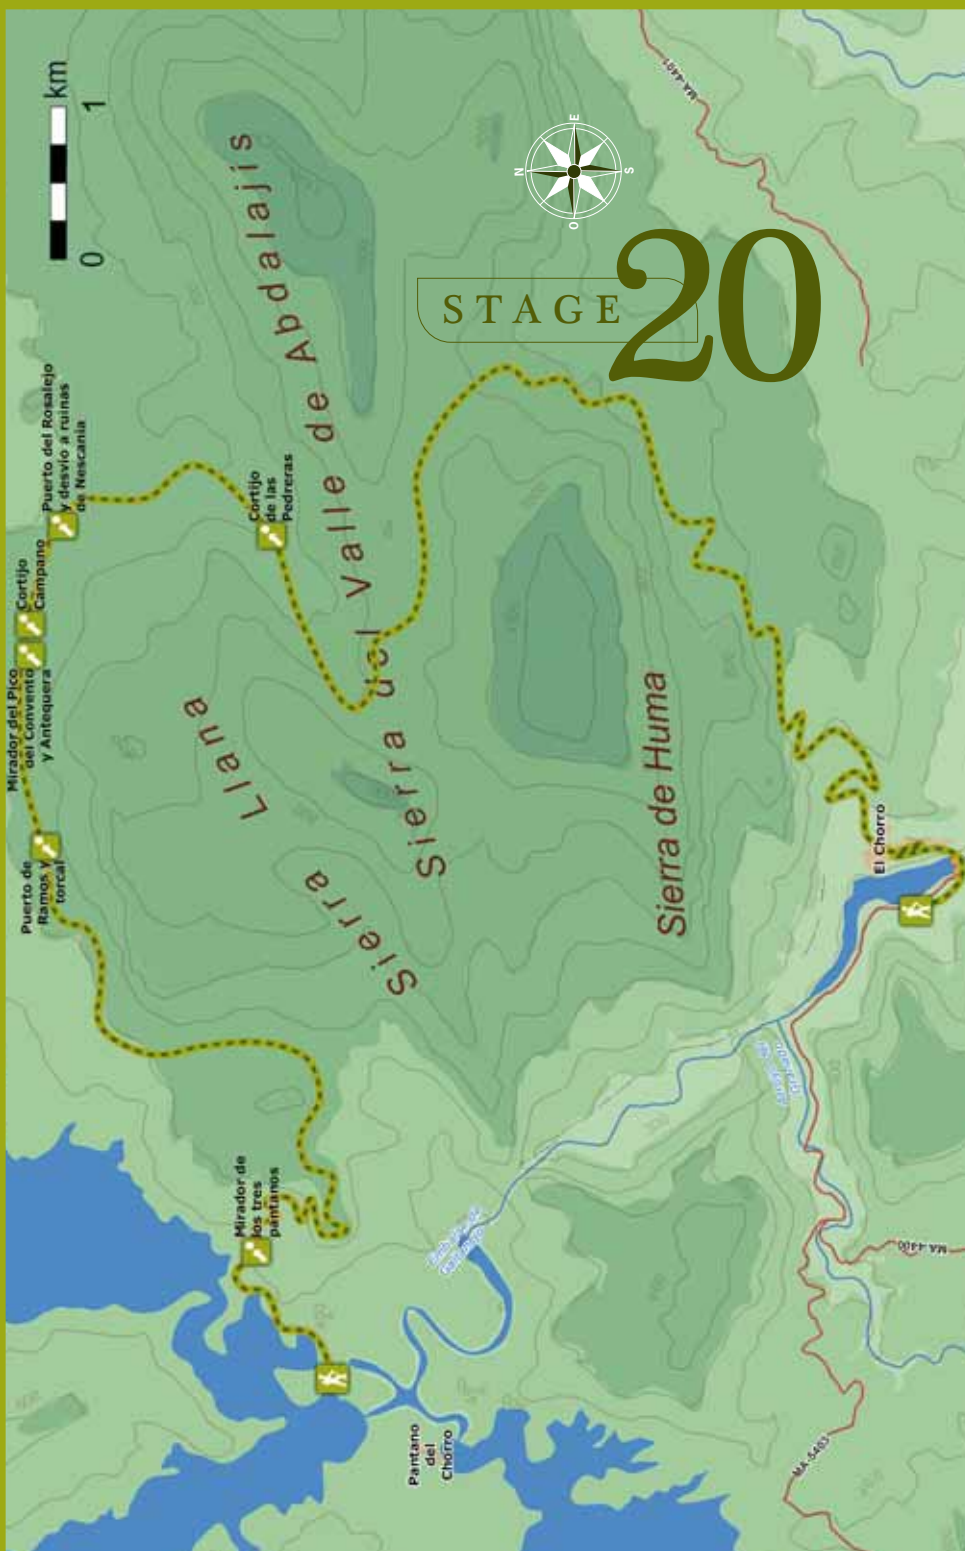 km
0
1
MA-4401
N
E
S
O
STAGE 20
Sierra del Valle de Abdalajís
Puerto del Rosalejo
y desvío a ruinas
de Nescania
Cortijo
de las
Pedreras
Cortijo
Campano
Mirador del Pico
del Convento
y Antequera
Sierra Llana
Puerto de
Ramos y
torcal
Sierra de Huma
El Chorro
Mirador de
los tres
pantanos
Pantano
del
Chorro
MA-4400
MA-5403